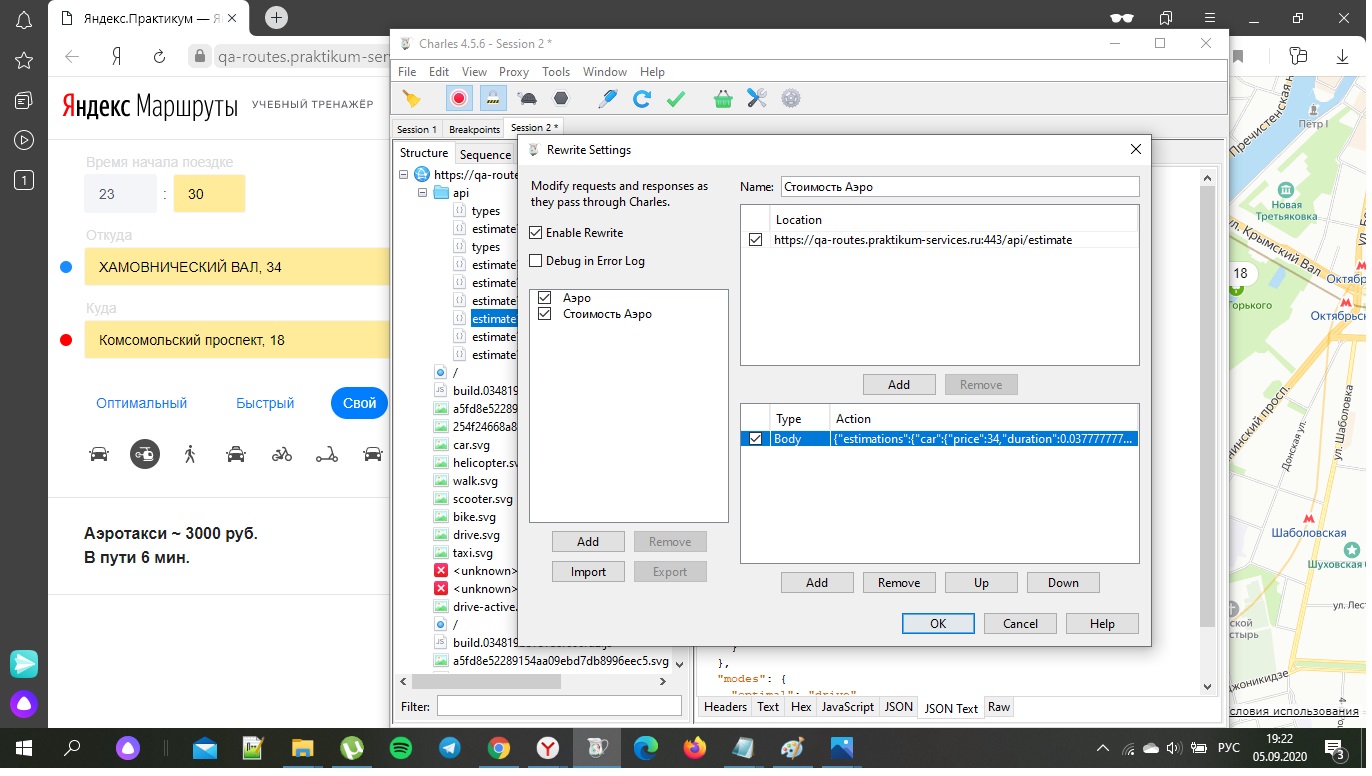 Яндекс.Практикум — Я
qa-routes.praktikum-ser
Яндекс Маршруты
УЧЕБНЫЙ ТРЕНАЖЁР
Время начала поездке
23 : 30
Откуда
ХАМОВНИЧЕСКИЙ ВАЛ, 34
Куда
Комсомольский проспект, 18
Оптимальный
Быстрый
Свой
Аэротакси ~ 3000 руб.
В пути 6 мин.
1
Charles 4.5.6 - Session 2 *
File Edit View Proxy Tools Window Help
Session 1
Breakpoints
Session 2 *
Structure
Sequence
https://qa-route
api
types
estimate
types
estimate
estimate
estimate
estimate
estimate
estimate
/
build.034819
a5fd8e52289
254f24668a8
car.svg
helicopter.sv
walk.svg
scooter.svg
bike.svg
drive.svg
taxi.svg
<unknown>
<unknown>
drive-active.
/
a5fd8e52289154aa09ebd7db8996eec5.svg
Filter:
Rewrite Settings
Modify requests and responses as
they pass through Charles.
Enable Rewrite
Debug in Error Log
Аэро
Стоимость Аэро
Add
Remove
Import
Export
Name:
Стоимость Аэро
Location
https://qa-routes.praktikum-services.ru:443/api/estimate
Add
Remove
Type
Action
Body
{"estimations":{"car":{"price":34,"duration":0.037777777...
Add
Remove
Up
Down
OK
Cancel
Help
}
},
"modes": {
Headers
Text
Hex
JavaScript
JSON
JSON Text
Raw
Пречистенская
Пётр I
Новая
Третьяковка
ул. Крымский Вал
18
Октябрь
Горького
Октябрьск
нинский просп.
Донская ул.
ул. Шаболовка
Шаболовская
Шуховская
ул. Лест
ской
стырь
джоникидзе
словия использования
РУС
19:22
05.09.2020
3